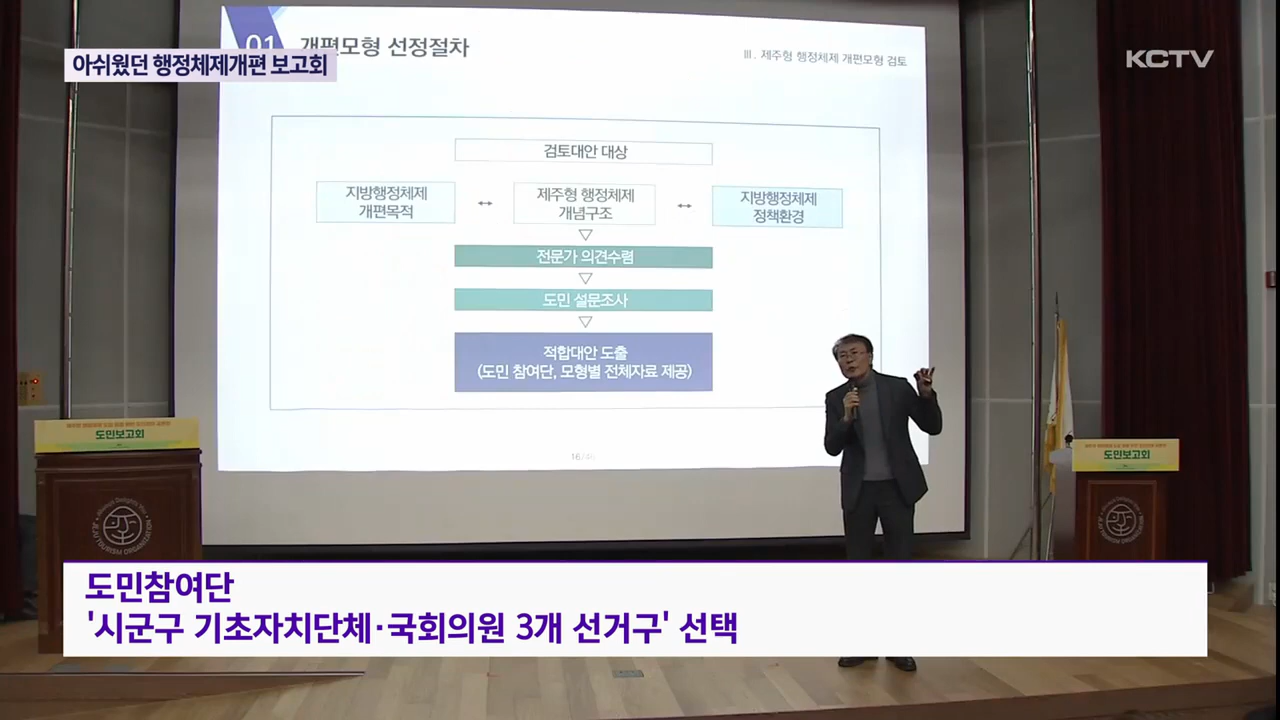 01 개편모형 선정절차
Ⅲ. 제주형 행정체제 개편모형 검토
아쉬웠던 행정체제개편 보고회
KCTV
검토대안 대상
지방행정체제
개편목적
↔
제주형 행정체제
개념구조
↔
지방행정체제
정책환경
전문가 의견수렴
도민 설문조사
적합대안 도출
(도민 참여단, 모형별 전체자료 제공)
도민보고회
도민보고회
JEJU TOURISM ORGANIZATION
도민참여단
'시군구 기초자치단체·국회의원 3개 선거구' 선택